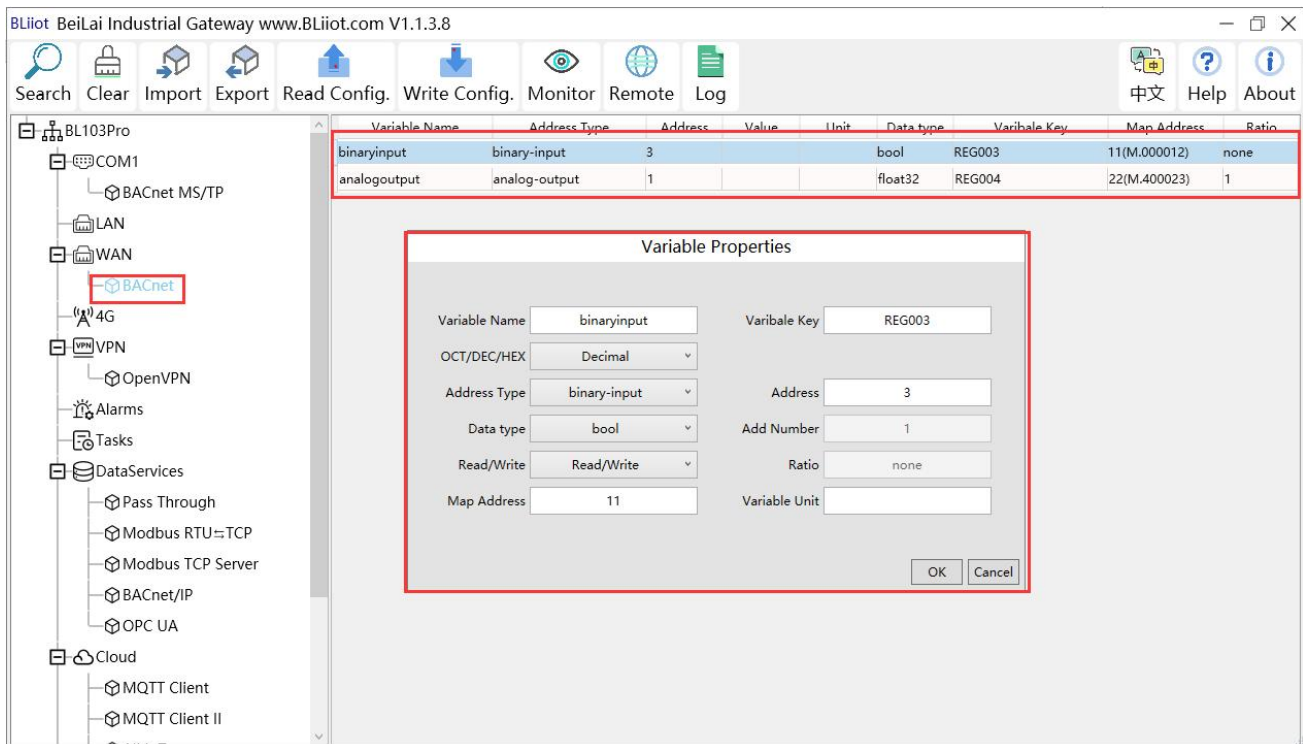 BLiiot BeiLai Industrial Gateway www.BLiiot.com V1.1.3.8
Search Clear Import Export Read Config. Write Config. Monitor Remote Log 中文 Help About
BL103Pro
COM1
BACnet MS/TP
LAN
WAN
BACnet
4G
VPN
VPN
OpenVPN
Alarms
Tasks
DataServices
Pass Through
Modbus RTU⇆TCP
Modbus TCP Server
BACnet/IP
OPC UA
Cloud
MQTT Client
MQTT Client II
Variable Name Address Type Address Value Unit Data type Varibale Key Map Address Ratio
binaryinput binary-input 3 bool REG003 11(M.000012) none
analogoutput analog-output 1 float32 REG004 22(M.400023) 1
Variable Properties
Variable Name binaryinput Varibale Key REG003
OCT/DEC/HEX Decimal
Address Type binary-input Address 3
Data type bool Add Number 1
Read/Write Read/Write Ratio none
Map Address 11 Variable Unit
OK Cancel